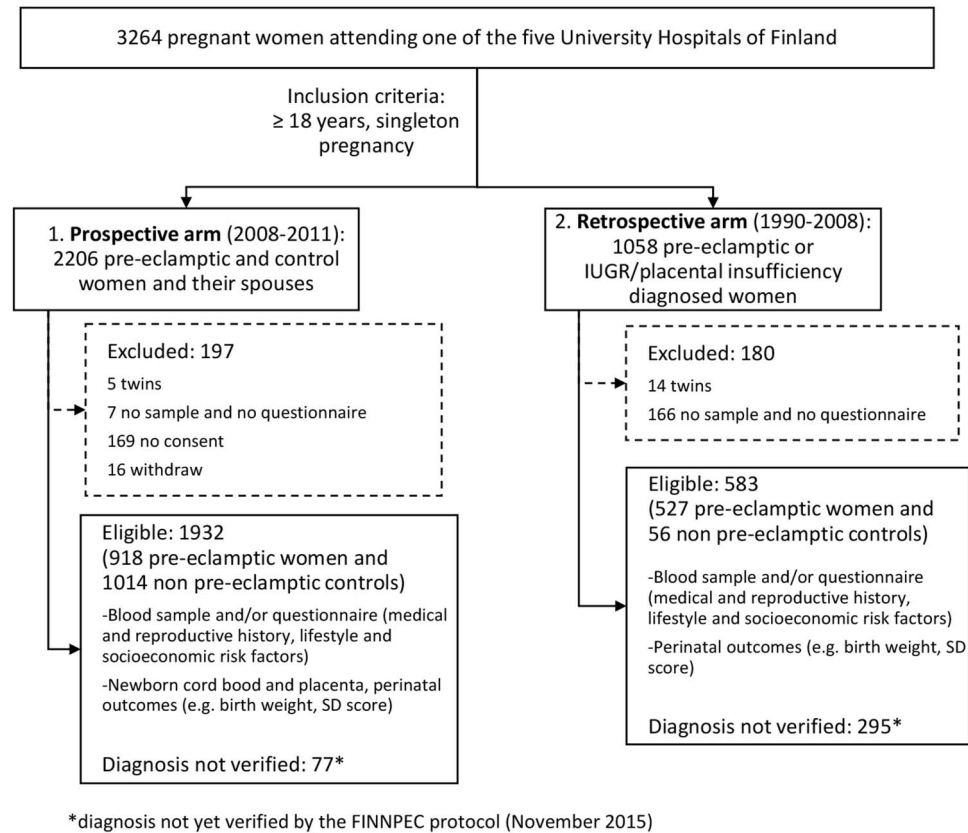 3264 pregnant women attending one of the five University Hospitals of Finland
Inclusion criteria:
≥ 18 years, singleton
pregnancy
1. Prospective arm (2008-2011):
2206 pre-eclamptic and control
women and their spouses
Excluded: 197
5 twins
7 no sample and no questionnaire
169 no consent
16 withdraw
Eligible: 1932
(918 pre-eclamptic women and
1014 non pre-eclamptic controls)
-Blood sample and/or questionnaire (medical
and reproductive history, lifestyle and
socioeconomic risk factors)
-Newborn cord bood and placenta, perinatal
outcomes (e.g. birth weight, SD score)
Diagnosis not verified: 77*
2. Retrospective arm (1990-2008):
1058 pre-eclamptic or
IUGR/placental insufficiency
diagnosed women
Excluded: 180
14 twins
166 no sample and no questionnaire
Eligible: 583
(527 pre-eclamptic women and
56 non pre-eclamptic controls)
-Blood sample and/or questionnaire
(medical and reproductive history,
lifestyle and socioeconomic risk factors)
-Perinatal outcomes (e.g. birth weight, SD
score)
Diagnosis not verified: 295*
*diagnosis not yet verified by the FINNPEC protocol (November 2015)